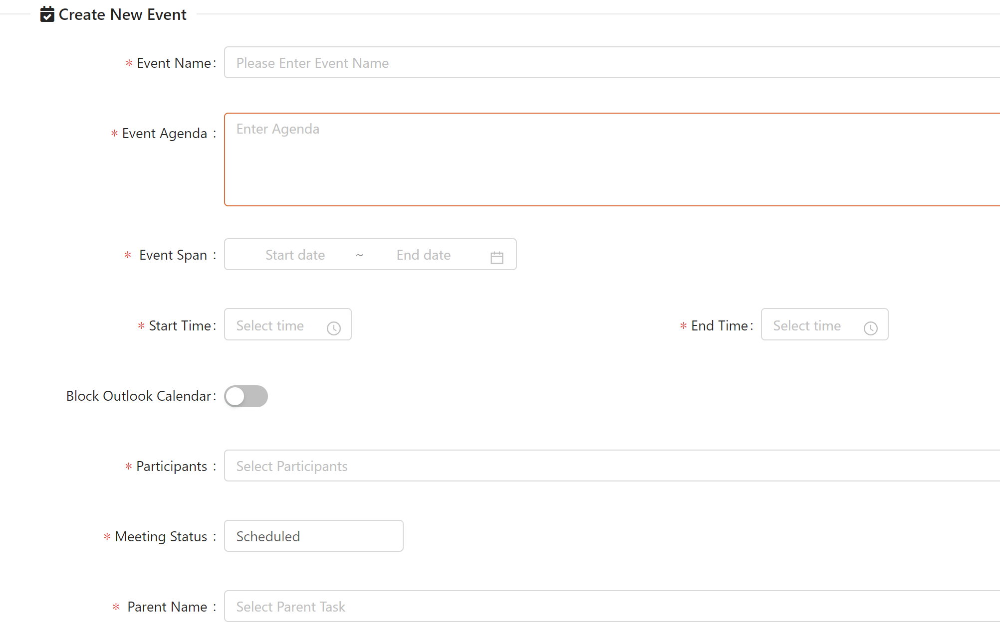 Create New Event
* Event Name: Please Enter Event Name
* Event Agenda : Enter Agenda
* Event Span : Start date ~ End date
* Start Time: Select time * End Time: Select time
Block Outlook Calendar:
* Participants : Select Participants
* Meeting Status : Scheduled
* Parent Name : Select Parent Task